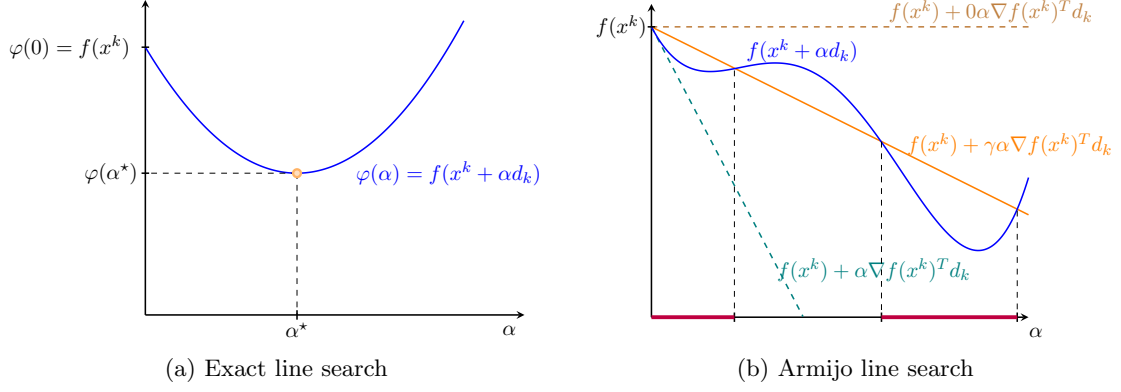 φ(0) = f(x^k)
φ(α*)
φ(α) = f(x^k + αd_k)
α*
α
(a) Exact line search
f(x^k)
f(x^k) + 0α∇f(x^k)^T d_k
f(x^k + αd_k)
f(x^k) + γα∇f(x^k)^T d_k
f(x^k) + α∇f(x^k)^T d_k
α
(b) Armijo line search